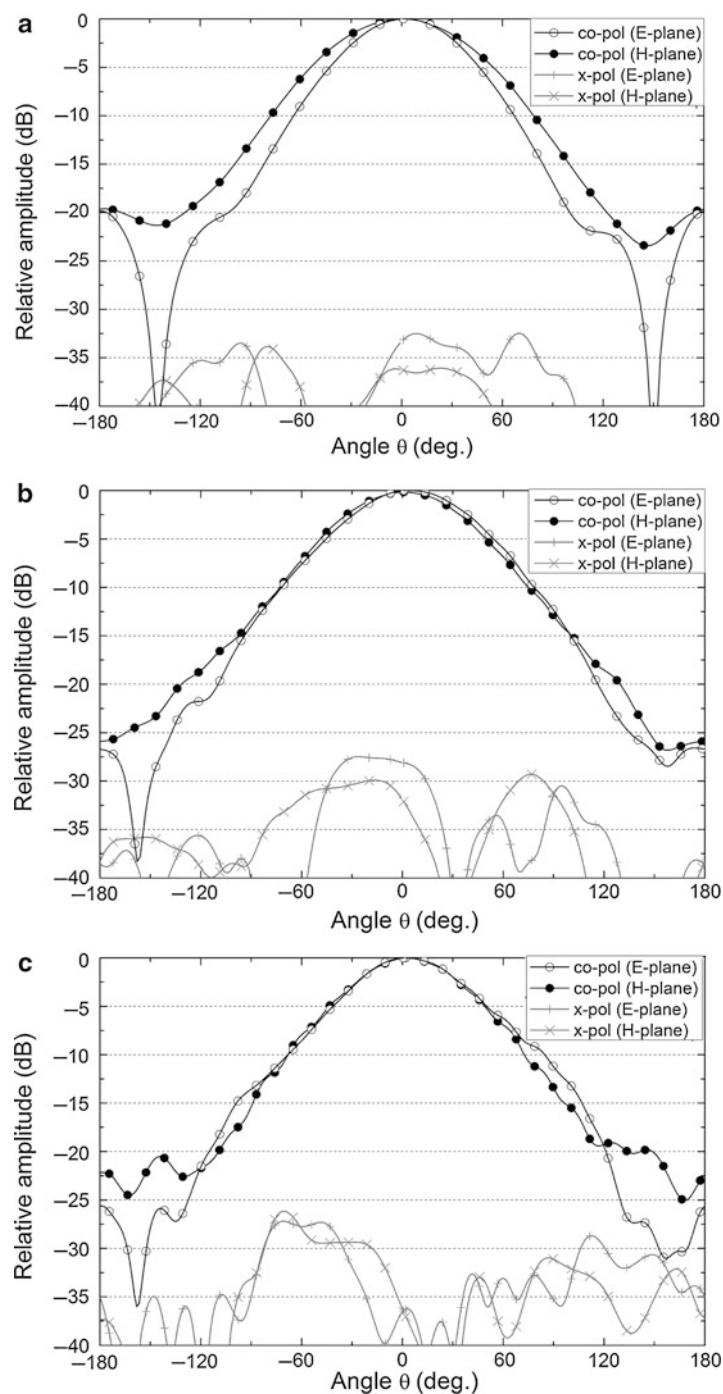 a
0
−5
−10
−15
−20
−25
−30
−35
−40
−180
−120
−60
0
60
120
180
Relative amplitude (dB)
Angle θ (deg.)
co-pol (E-plane)
co-pol (H-plane)
x-pol (E-plane)
x-pol (H-plane)
b
0
−5
−10
−15
−20
−25
−30
−35
−40
−180
−120
−60
0
60
120
180
Relative amplitude (dB)
Angle θ (deg.)
co-pol (E-plane)
co-pol (H-plane)
x-pol (E-plane)
x-pol (H-plane)
c
0
−5
−10
−15
−20
−25
−30
−35
−40
−180
−120
−60
0
60
120
180
Relative amplitude (dB)
Angle θ (deg.)
co-pol (E-plane)
co-pol (H-plane)
x-pol (E-plane)
x-pol (H-plane)